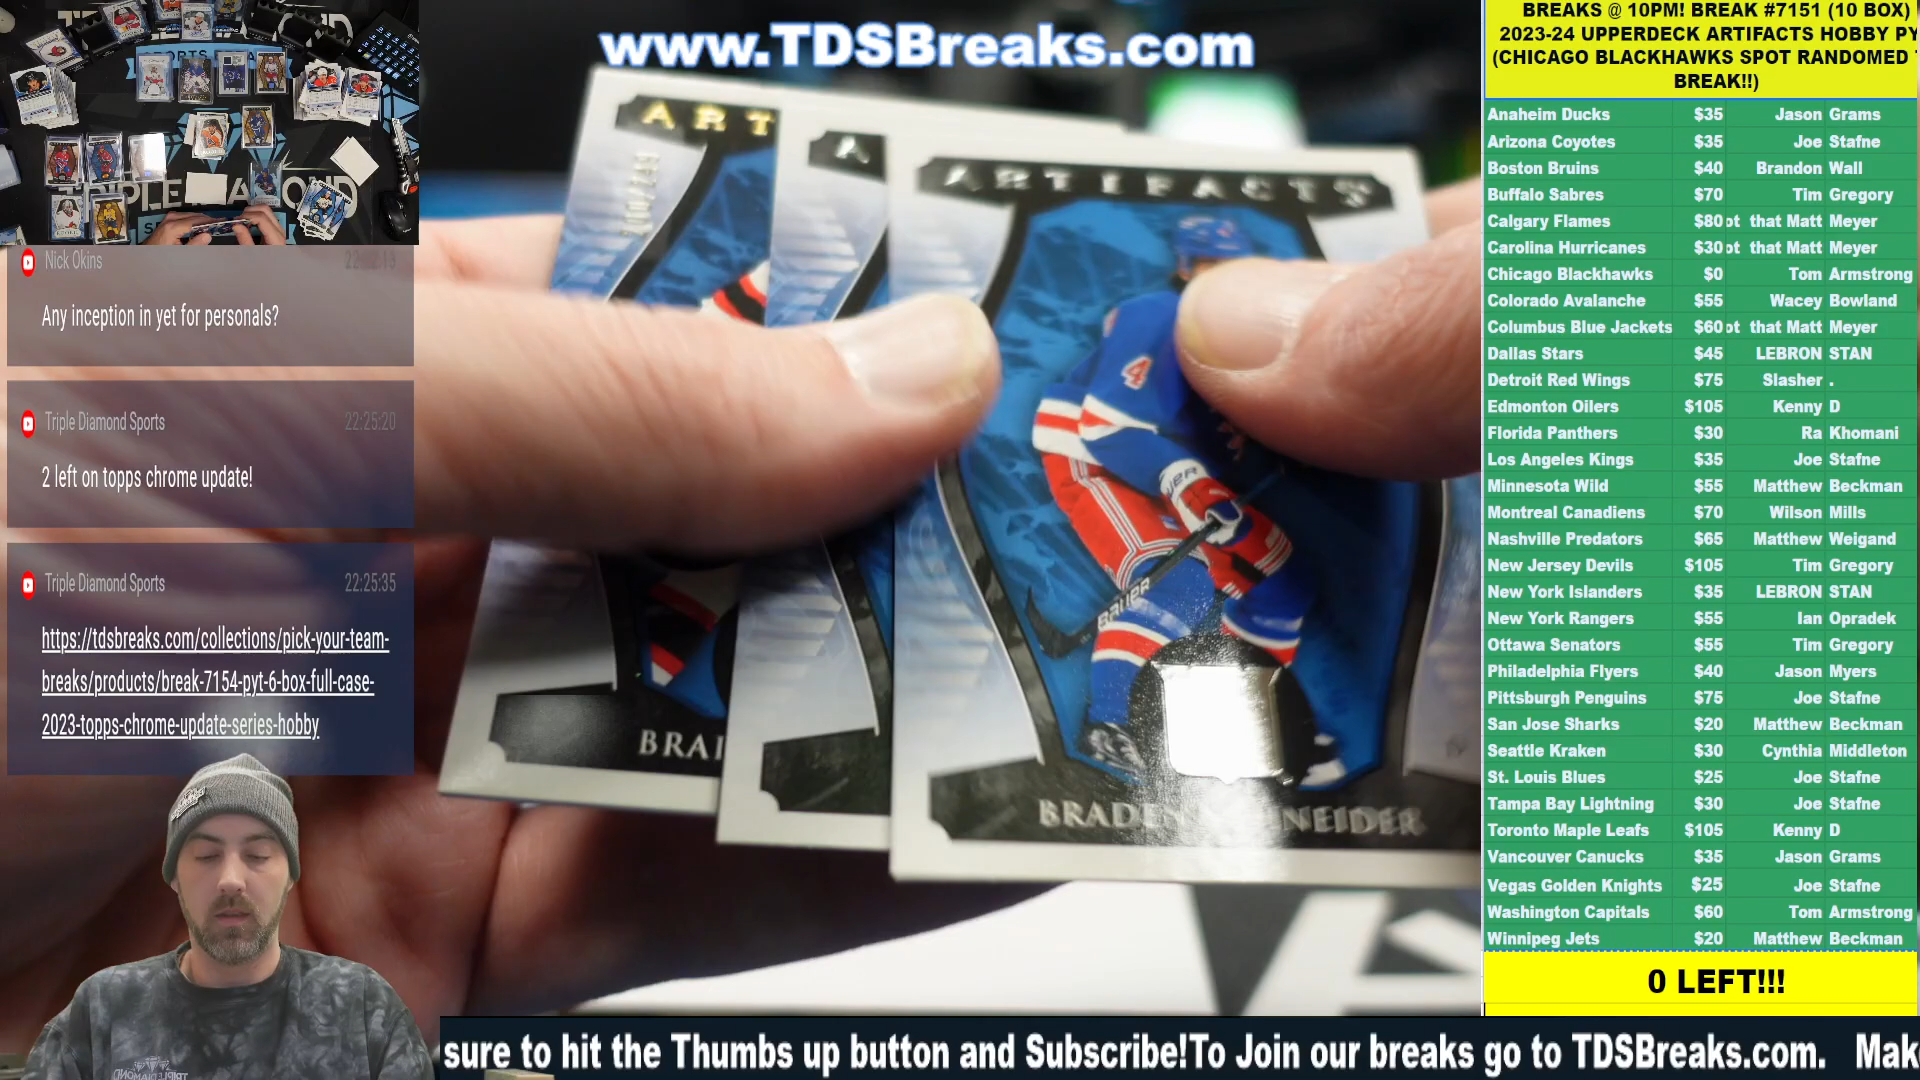 www.TDSBreaks.com
BREAKS @ 10PM! BREAK #7151 (10 BOX)
2023-24 UPPERDECK ARTIFACTS HOBBY PY
(CHICAGO BLACKHAWKS SPOT RANDOMED
BREAK!!)
Anaheim Ducks $35 Jason Grams
Arizona Coyotes $35 Joe Stafne
Boston Bruins $40 Brandon Wall
Buffalo Sabres $70 Tim Gregory
Calgary Flames $80 ot that Matt Meyer
Carolina Hurricanes $30 ot that Matt Meyer
Chicago Blackhawks $0 Tom Armstrong
Colorado Avalanche $55 Wacey Bowland
Columbus Blue Jackets $60 ot that Matt Meyer
Dallas Stars $45 LEBRON STAN
Detroit Red Wings $75 Slasher .
Edmonton Oilers $105 Kenny D
Florida Panthers $30 Ra Khomani
Los Angeles Kings $35 Joe Stafne
Minnesota Wild $55 Matthew Beckman
Montreal Canadiens $70 Wilson Mills
Nashville Predators $65 Matthew Weigand
New Jersey Devils $105 Tim Gregory
New York Islanders $35 LEBRON STAN
New York Rangers $55 Ian Opradek
Ottawa Senators $55 Tim Gregory
Philadelphia Flyers $40 Jason Myers
Pittsburgh Penguins $75 Joe Stafne
San Jose Sharks $20 Matthew Beckman
Seattle Kraken $30 Cynthia Middleton
St. Louis Blues $25 Joe Stafne
Tampa Bay Lightning $30 Joe Stafne
Toronto Maple Leafs $105 Kenny D
Vancouver Canucks $35 Jason Grams
Vegas Golden Knights $25 Joe Stafne
Washington Capitals $60 Tom Armstrong
Winnipeg Jets $20 Matthew Beckman
0 LEFT!!!
Nick Okins
Any inception in yet for personals?
Triple Diamond Sports 22:25:20
2 left on topps chrome update!
Triple Diamond Sports 22:25:35
https://tdsbreaks.com/collections/pick-your-team-
breaks/products/break-7154-pyt-6-box-full-case-
2023-topps-chrome-update-series-hobby
ART
A
ARTIFACTS
4
BAUER
BRAI
TRIPLE DIAMOND
sure to hit the Thumbs up button and Subscribe!To Join our breaks go to TDSBreaks.com. Mak